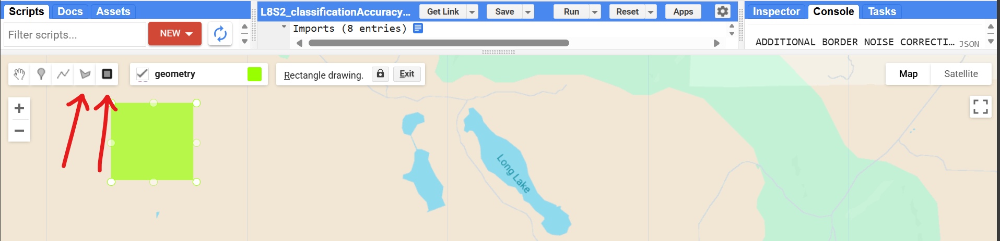 Scripts Docs Assets
Filter scripts... NEW
L8S2_classificationAccuracy... Get Link Save Run Reset Apps
Imports (8 entries)
Inspector Console Tasks
ADDITIONAL BORDER NOISE CORRECTI... JSON
geometry
Rectangle drawing. Exit
Map Satellite
+
−
Long Lake